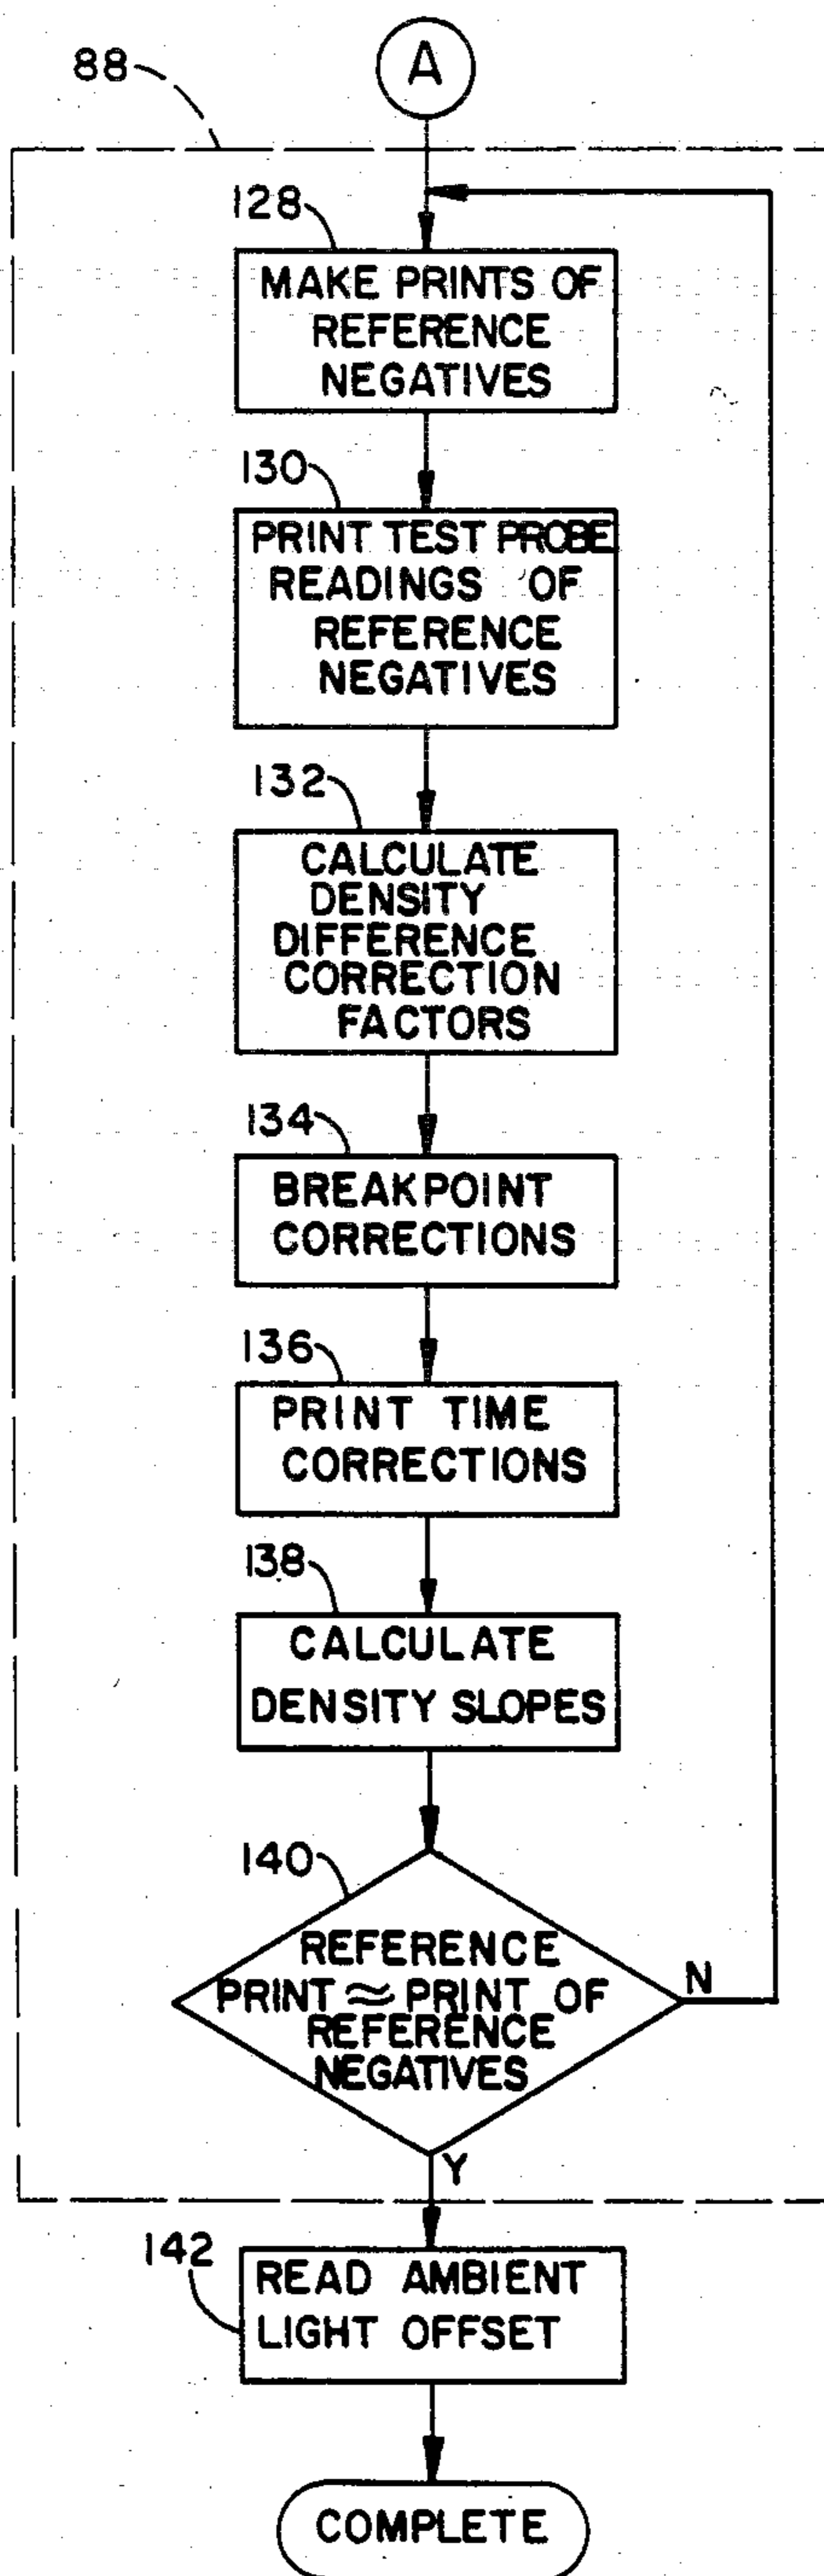 88
A
128
MAKE PRINTS OF
REFERENCE
NEGATIVES
130
PRINT TEST PROBE
READINGS OF
REFERENCE
NEGATIVES
132
CALCULATE
DENSITY
DIFFERENCE
CORRECTION
FACTORS
134
BREAKPOINT
CORRECTIONS
136
PRINT TIME
CORRECTIONS
138
CALCULATE
DENSITY SLOPES
140
REFERENCE
PRINT ≈ PRINT OF
REFERENCE
NEGATIVES
N
Y
142
READ AMBIENT
LIGHT OFFSET
COMPLETE